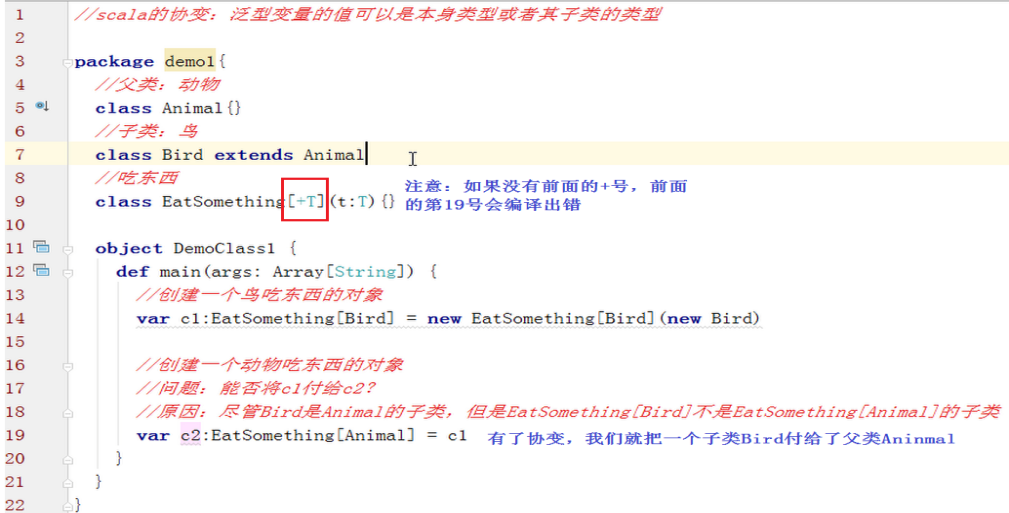 1 //scala的协变：泛型变量的值可以是本身类型或者其子类的类型
2
3 package demo1{
4 //父类：动物
5 class Animal{}
6 //子类：鸟
7 class Bird extends Animal
8 //吃东西
9 class EatSomething[+T](t:T){}
注意：如果没有前面的+号，前面
的第19号会编译出错
10
11 object DemoClass1 {
12 def main(args: Array[String]) {
13 //创建一个鸟吃东西的对象
14 var c1:EatSomething[Bird] = new EatSomething[Bird](new Bird)
15
16 //创建一个动物吃东西的对象
17 //问题：能否将c1付给c2？
18 //原因：尽管Bird是Animal的子类，但是EatSomething[Bird]不是EatSomething[Animal]的子类
19 var c2:EatSomething[Animal] = c1 有了协变，我们就把一个子类Bird付给了父类Aninmal
20 }
21 }
22 }